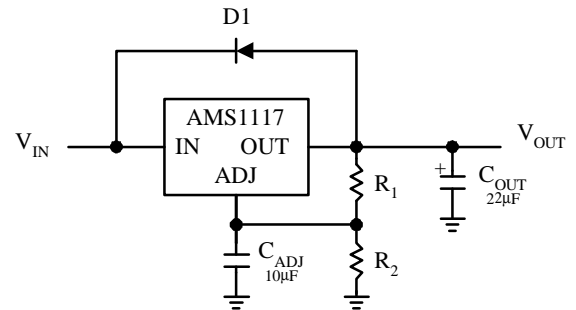 D1
AMS1117
V_IN
IN OUT
V_OUT
ADJ
R_1
+
C_OUT
22µF
C_ADJ
10µF
R_2